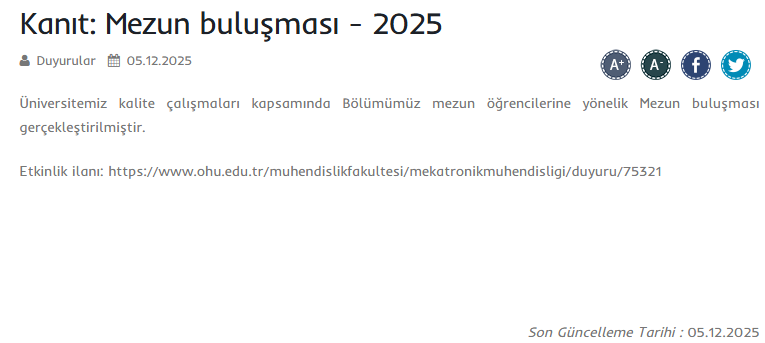 Kanıt: Mezun buluşması - 2025
Duyurular 05.12.2025
A+ A-
Üniversitemiz kalite çalışmaları kapsamında Bölümümüz mezun öğrencilerine yönelik Mezun buluşması
gerçekleştirilmiştir.
Etkinlik ilanı: https://www.ohu.edu.tr/muhendislikfakultesi/mekatronikmuhendisligi/duyuru/75321
Son Güncelleme Tarihi : 05.12.2025